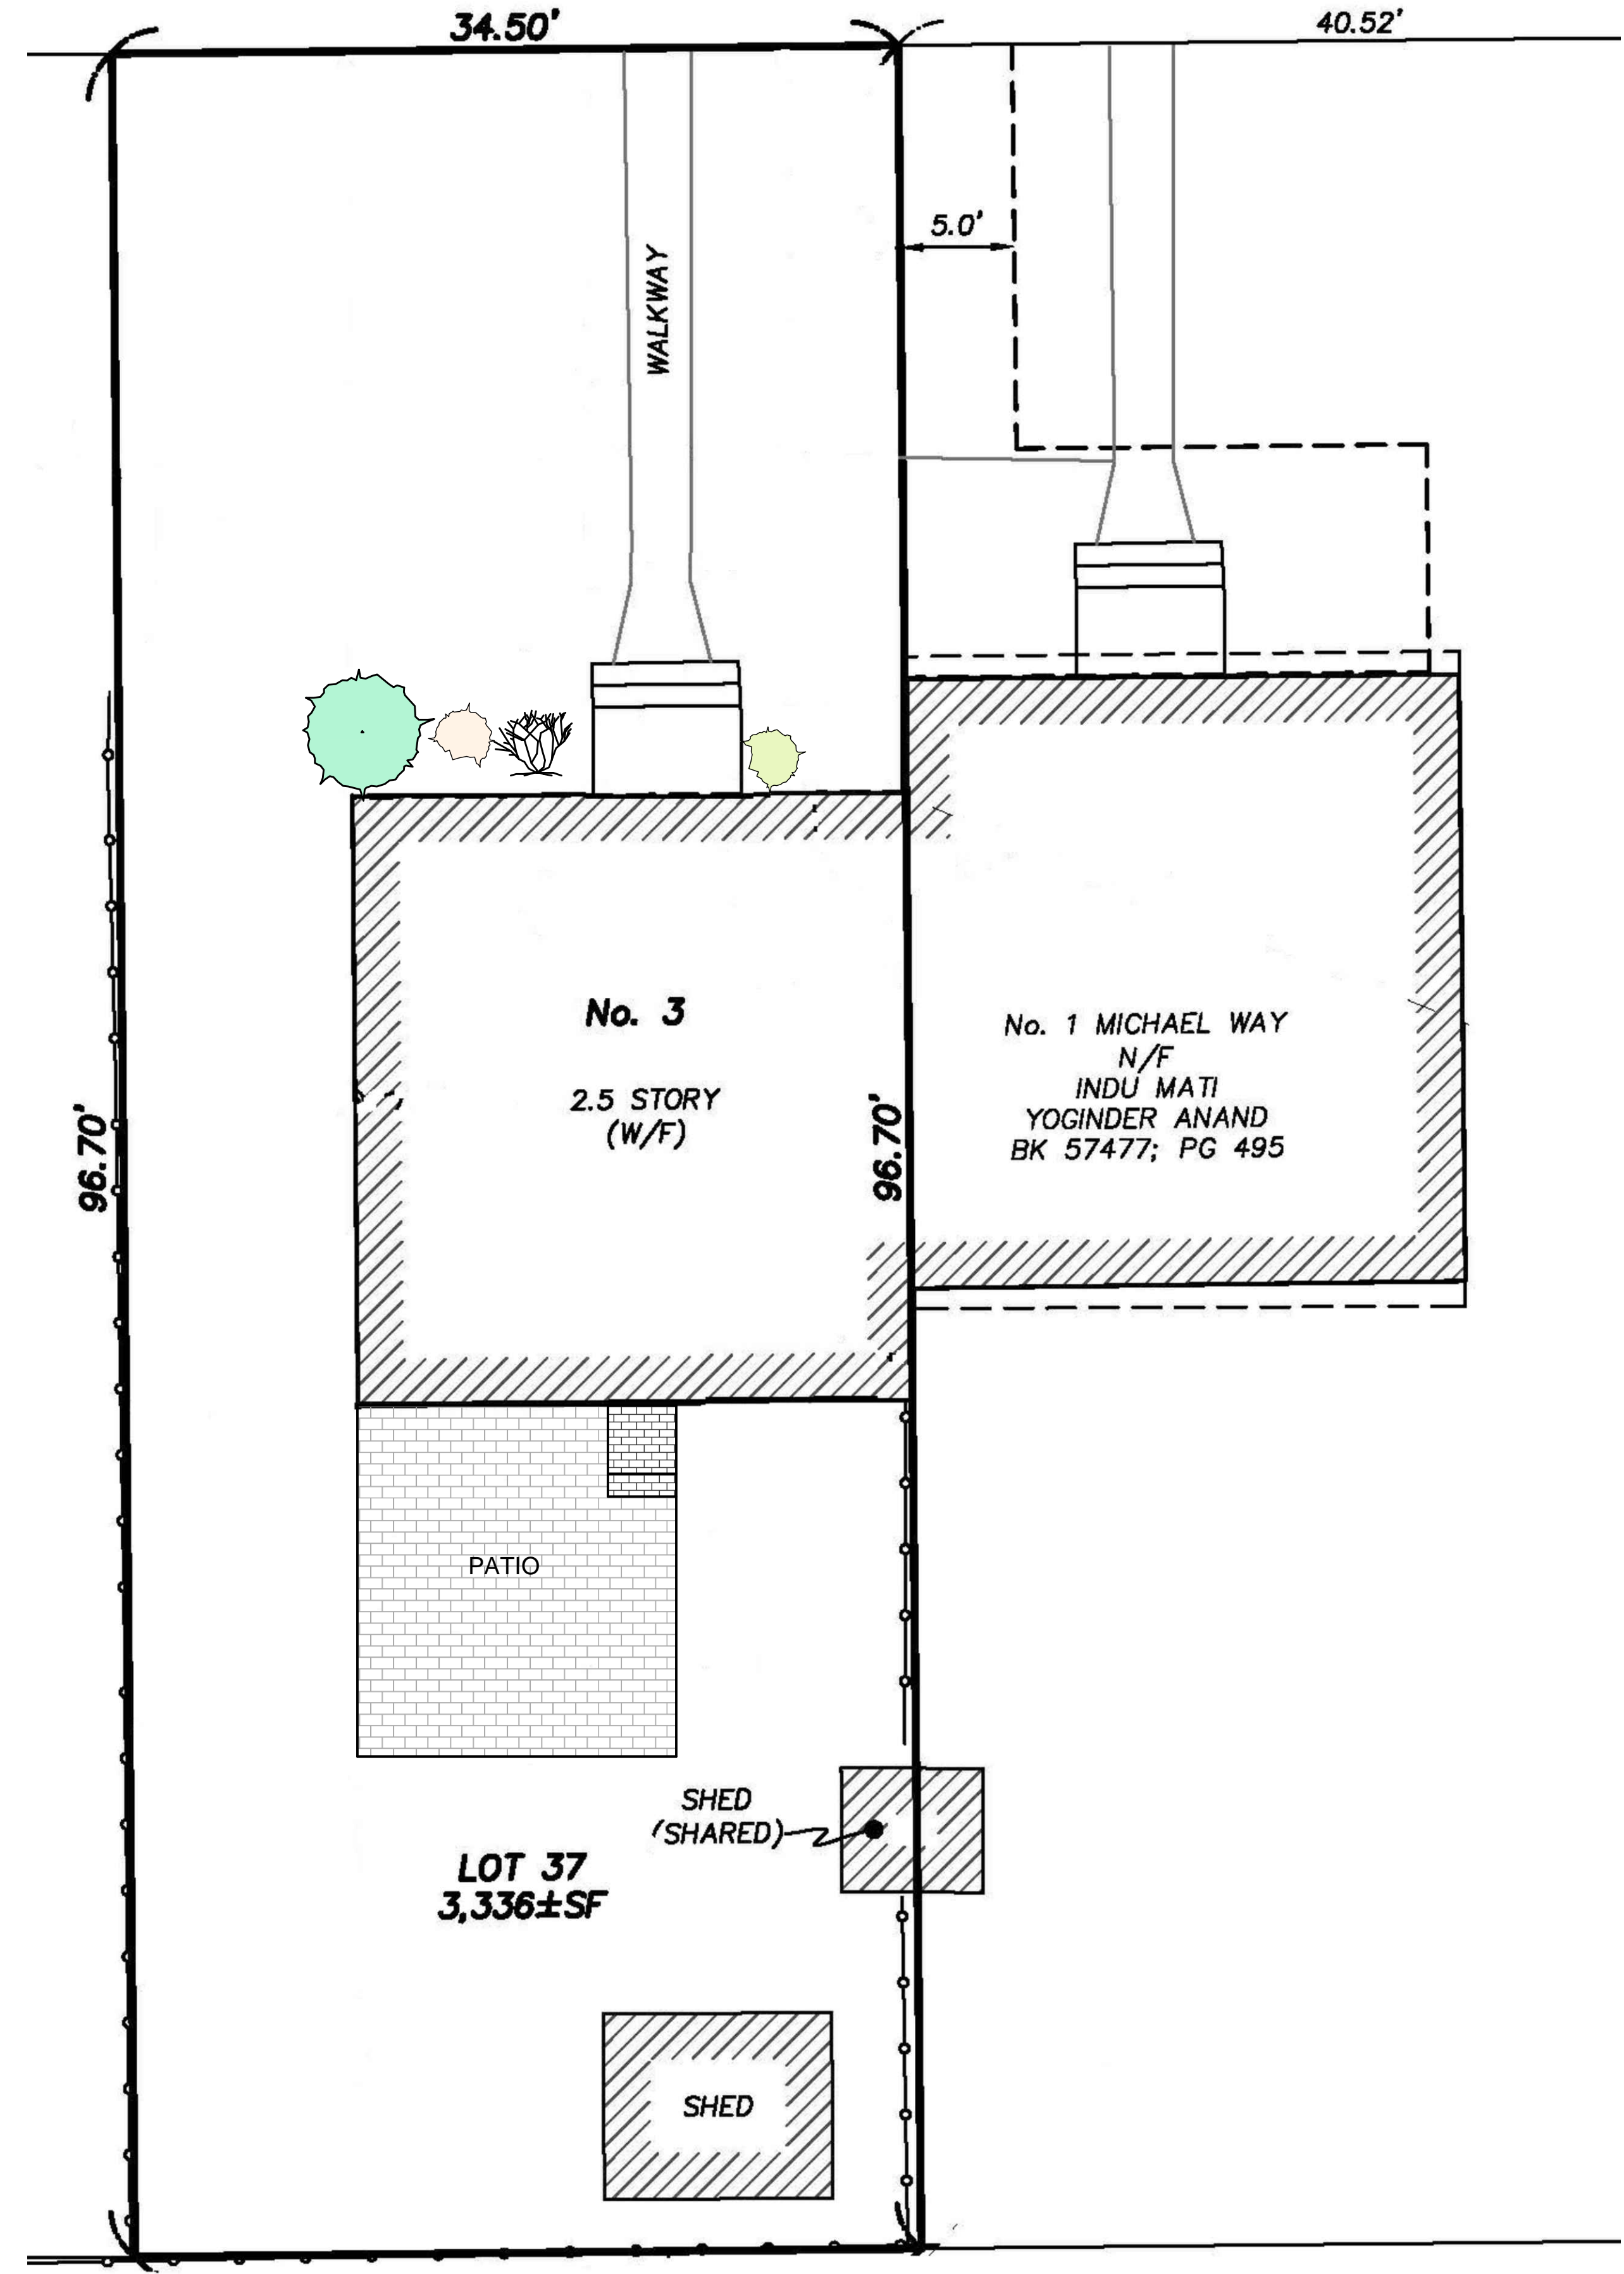 34.50'
40.52'
5.0'
WALKWAY
No. 3
2.5 STORY
(W/F)
No. 1 MICHAEL WAY
N/F
INDU MATI
YOGINDER ANAND
BK 57477; PG 495
96.70'
96.70'
PATIO
SHED
(SHARED)
LOT 37
3,336±SF
SHED